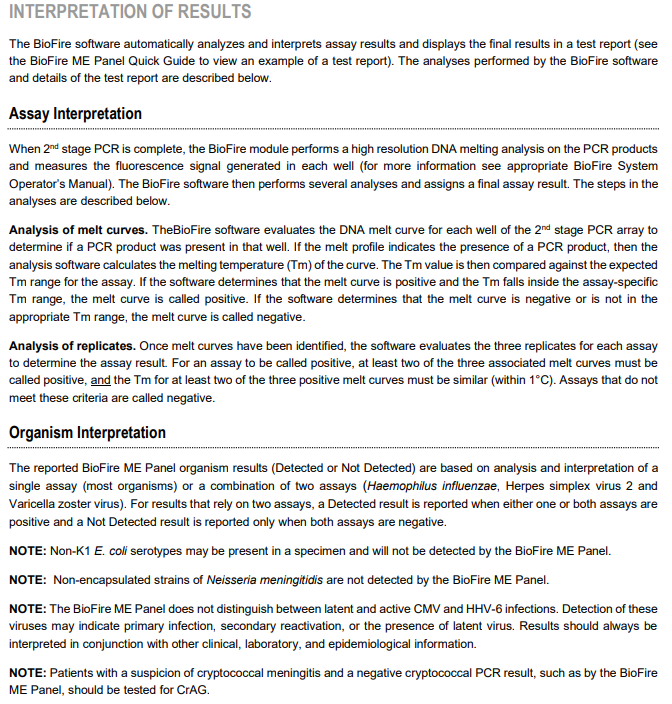 INTERPRETATION OF RESULTS
The BioFire software automatically analyzes and interprets assay results and displays the final results in a test report (see
the BioFire ME Panel Quick Guide to view an example of a test report). The analyses performed by the BioFire software
and details of the test report are described below.
Assay Interpretation
When 2nd stage PCR is complete, the BioFire module performs a high resolution DNA melting analysis on the PCR products
and measures the fluorescence signal generated in each well (for more information see appropriate BioFire System
Operator's Manual). The BioFire software then performs several analyses and assigns a final assay result. The steps in the
analyses are described below.
Analysis of melt curves. TheBioFire software evaluates the DNA melt curve for each well of the 2nd stage PCR array to
determine if a PCR product was present in that well. If the melt profile indicates the presence of a PCR product, then the
analysis software calculates the melting temperature (Tm) of the curve. The Tm value is then compared against the expected
Tm range for the assay. If the software determines that the melt curve is positive and the Tm falls inside the assay-specific
Tm range, the melt curve is called positive. If the software determines that the melt curve is negative or is not in the
appropriate Tm range, the melt curve is called negative.
Analysis of replicates. Once melt curves have been identified, the software evaluates the three replicates for each assay
to determine the assay result. For an assay to be called positive, at least two of the three associated melt curves must be
called positive, and the Tm for at least two of the three positive melt curves must be similar (within 1°C). Assays that do not
meet these criteria are called negative.
Organism Interpretation
The reported BioFire ME Panel organism results (Detected or Not Detected) are based on analysis and interpretation of a
single assay (most organisms) or a combination of two assays (Haemophilus influenzae, Herpes simplex virus 2 and
Varicella zoster virus). For results that rely on two assays, a Detected result is reported when either one or both assays are
positive and a Not Detected result is reported only when both assays are negative.
NOTE: Non-K1 E. coli serotypes may be present in a specimen and will not be detected by the BioFire ME Panel.
NOTE: Non-encapsulated strains of Neisseria meningitidis are not detected by the BioFire ME Panel.
NOTE: The BioFire ME Panel does not distinguish between latent and active CMV and HHV-6 infections. Detection of these
viruses may indicate primary infection, secondary reactivation, or the presence of latent virus. Results should always be
interpreted in conjunction with other clinical, laboratory, and epidemiological information.
NOTE: Patients with a suspicion of cryptococcal meningitis and a negative cryptococcal PCR result, such as by the BioFire
ME Panel, should be tested for CrAG.